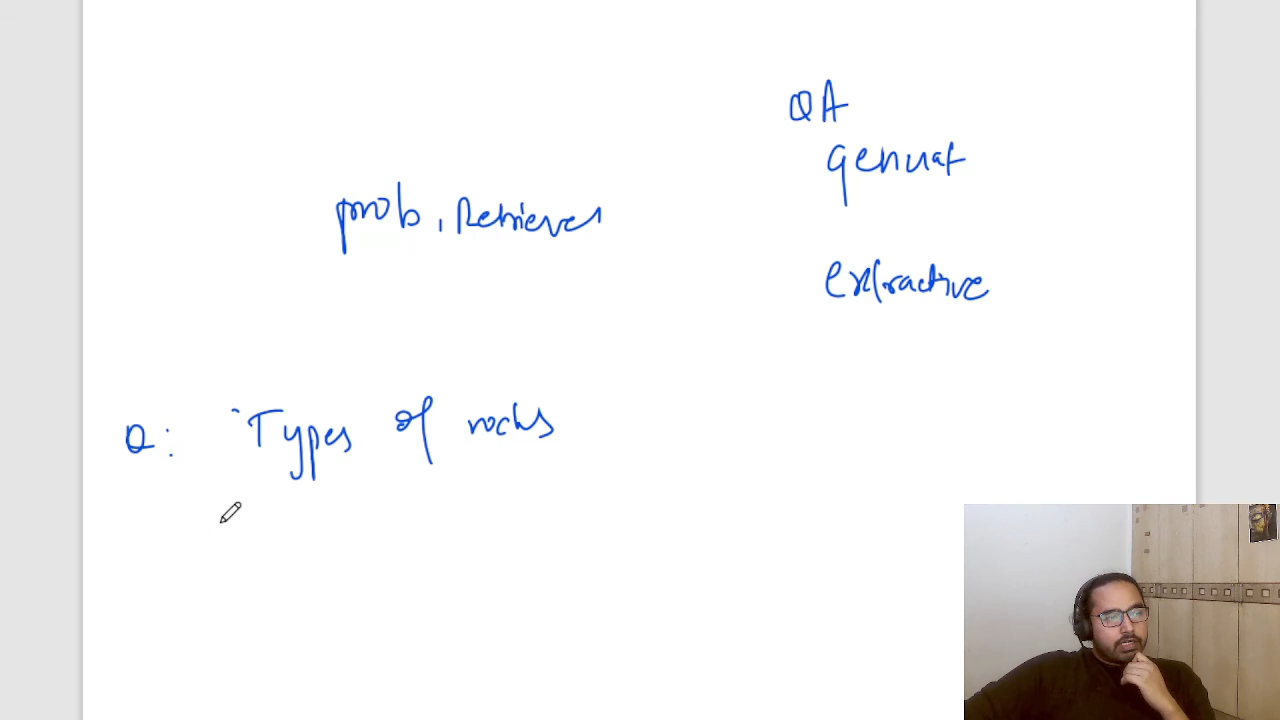 QA
generat
prob, Retriever
extractive
Q: Types of rocks